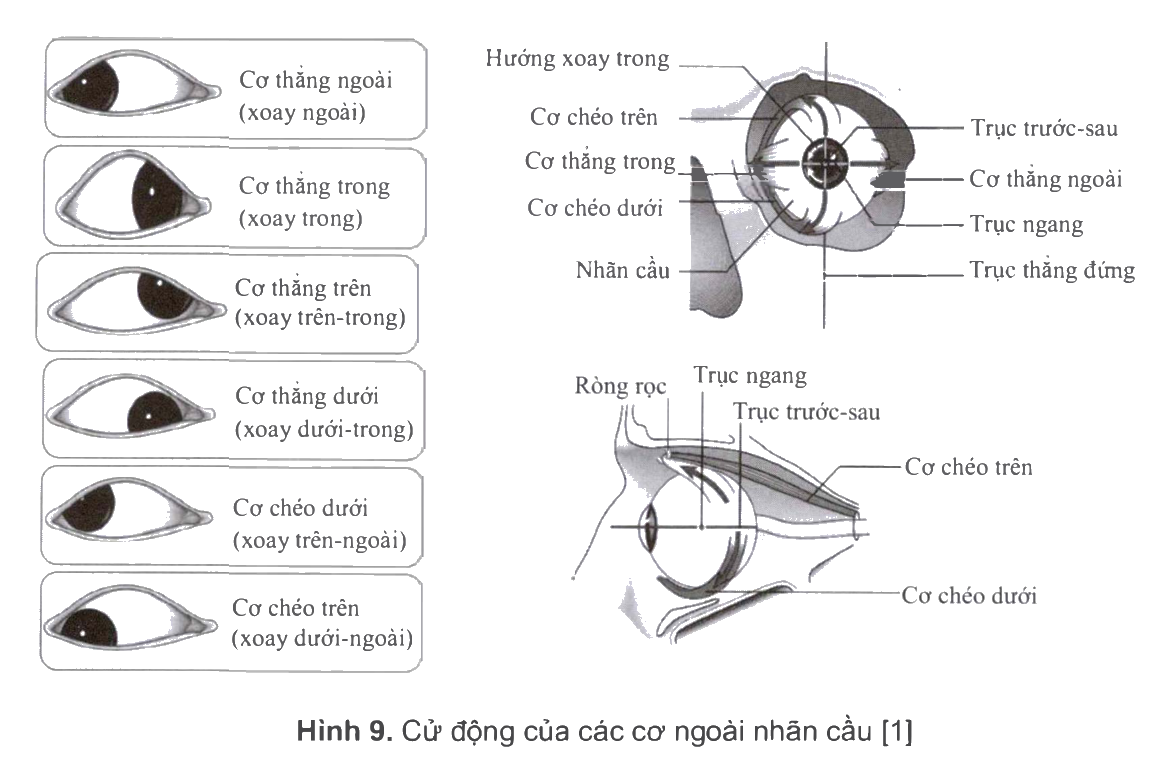 Cơ thẳng ngoài
(xoay ngoài)
Cơ thẳng trong
(xoay trong)
Cơ thẳng trên
(xoay trên-trong)
Cơ thẳng dưới
(xoay dưới-trong)
Cơ chéo dưới
(xoay trên-ngoài)
Cơ chéo trên
(xoay dưới-ngoài)
Hướng xoay trong
Cơ chéo trên
Cơ thẳng trong
Cơ chéo dưới
Nhãn cầu
Trục trước-sau
Cơ thẳng ngoài
Trục ngang
Trục thẳng đứng
Ròng rọc
Trục ngang
Trục trước-sau
Cơ chéo trên
Cơ chéo dưới
Hình 9. Cử động của các cơ ngoài nhãn cầu [1]